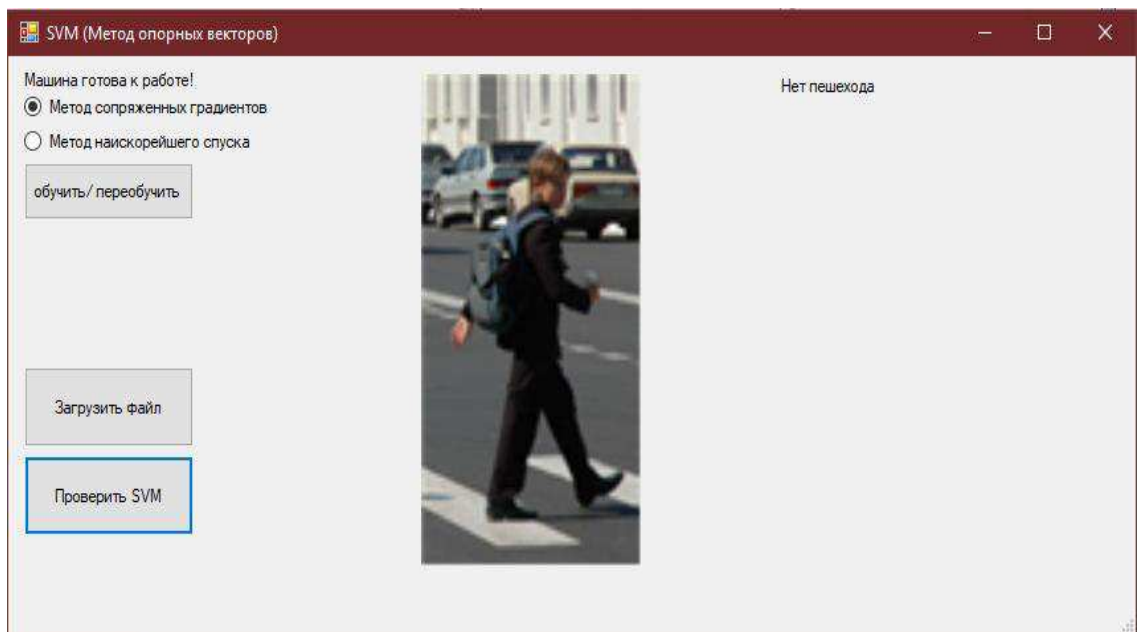 SVM (Метод опорных векторов)
Машина готова к работе!
Метод сопряженных градиентов
Метод наискорейшего спуска
обучить/ переобучить
Загрузить файл
Проверить SVM
Нет пешехода